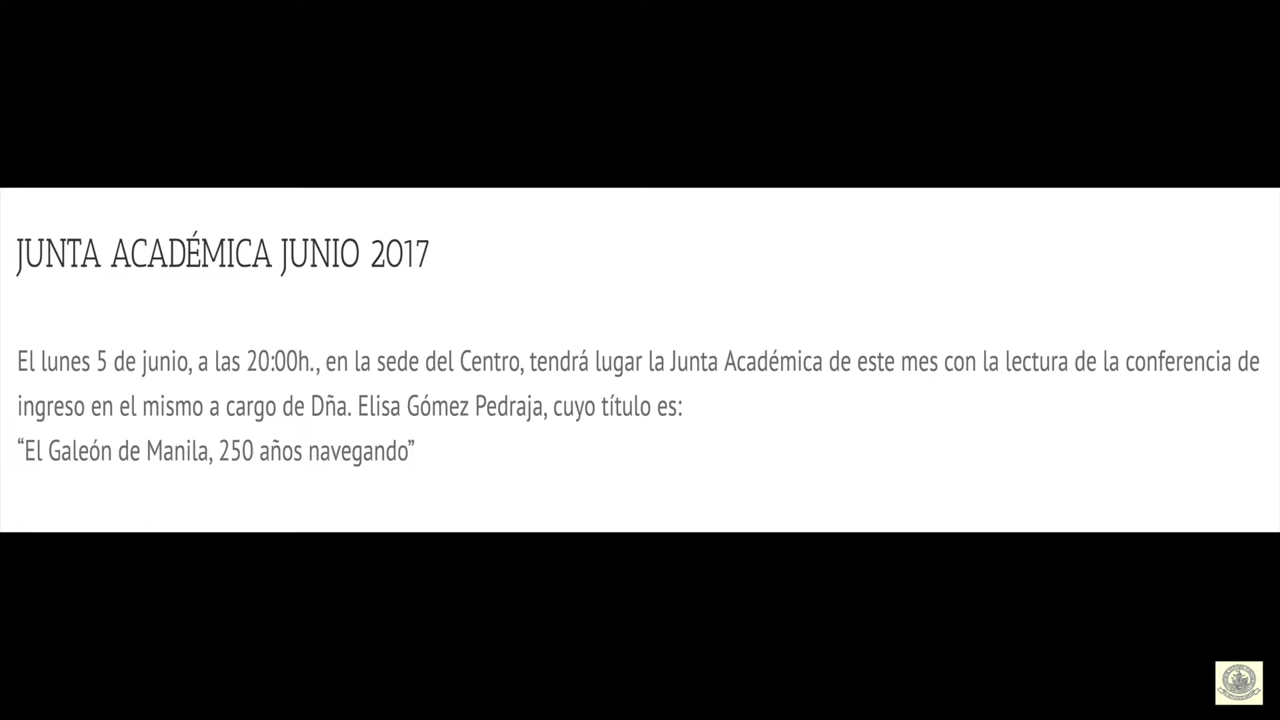 JUNTA ACADÉMICA JUNIO 2017
El lunes 5 de junio, a las 20:00h., en la sede del Centro, tendrá lugar la Junta Académica de este mes con la lectura de la conferencia de
ingreso en el mismo a cargo de Dña. Elisa Gómez Pedraja, cuyo título es:
“El Galeón de Manila, 250 años navegando”